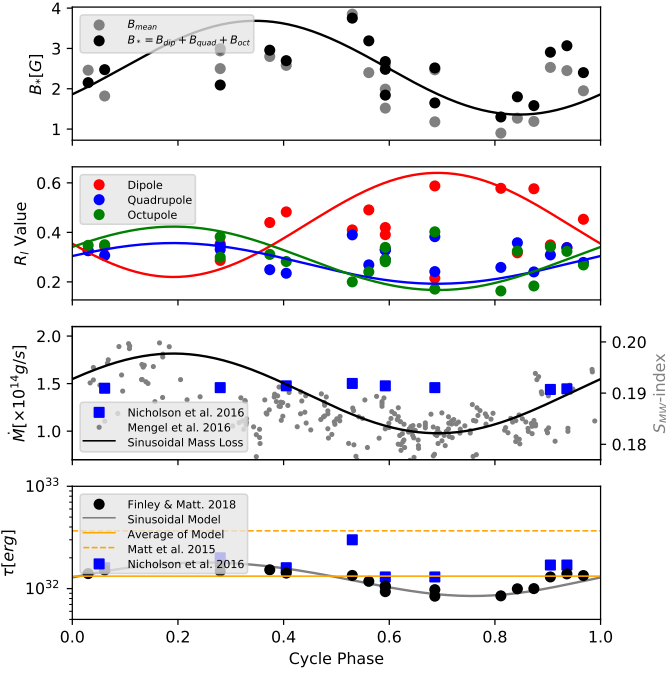 4
3
2
1
B*[G]
B_mean
B* = B_dip + B_quad + B_oct
0.6
0.4
0.2
R_l Value
Dipole
Quadrupole
Octupole
2.0
1.5
1.0
Ṁ[×10^14 g/s]
0.20
0.19
0.18
S_MW-index
Nicholson et al. 2016
Mengel et al. 2016
Sinusoidal Mass Loss
10^33
10^32
τ[erg]
Finley & Matt. 2018
Sinusoidal Model
Average of Model
Matt et al. 2015
Nicholson et al. 2016
0.0 0.2 0.4 0.6 0.8 1.0
Cycle Phase